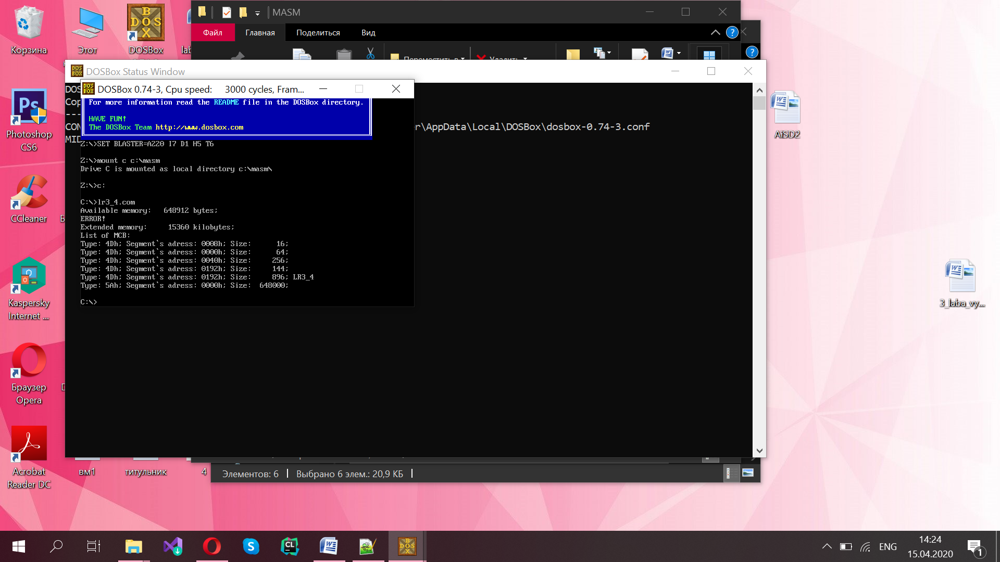 Корзина
Этот
DOSBox
MASM
Файл
Главная
Поделиться
Вид
Переместить в
Удалить
DOSBox Status Window
DOSBox 0.74-3, Cpu speed: 3000 cycles, Fram...
r\AppData\Local\DOSBox\dosbox-0.74-3.conf
For more information read the README file in the DOSBox directory.
HAVE FUN!
The DOSBox Team http://www.dosbox.com
Z:\>SET BLASTER=A220 I7 D1 H5 T6
Z:\>mount c c:\masm
Drive C is mounted as local directory c:\masm\
Z:\>c:
C:\>lr3_4.com
Available memory: 648912 bytes;
ERROR!
Extended memory: 15360 kilobytes;
List of MCB:
Type: 4Dh; Segment`s adress: 0008h; Size: 16;
Type: 4Dh; Segment`s adress: 0000h; Size: 64;
Type: 4Dh; Segment`s adress: 0040h; Size: 256;
Type: 4Dh; Segment`s adress: 0192h; Size: 144;
Type: 4Dh; Segment`s adress: 0192h; Size: 896; LR3_4
Type: 5Ah; Segment`s adress: 0000h; Size: 648000;
C:\>
Photoshop
CS6
CCleaner
Kaspersky
Internet ...
Браузер
Opera
Acrobat
Reader DC
вм1
титульник
4
AiSD2
3_laba_vy...
Элементов: 6
Выбрано 6 элем.: 20,9 КБ
ENG
14:24
15.04.2020
1